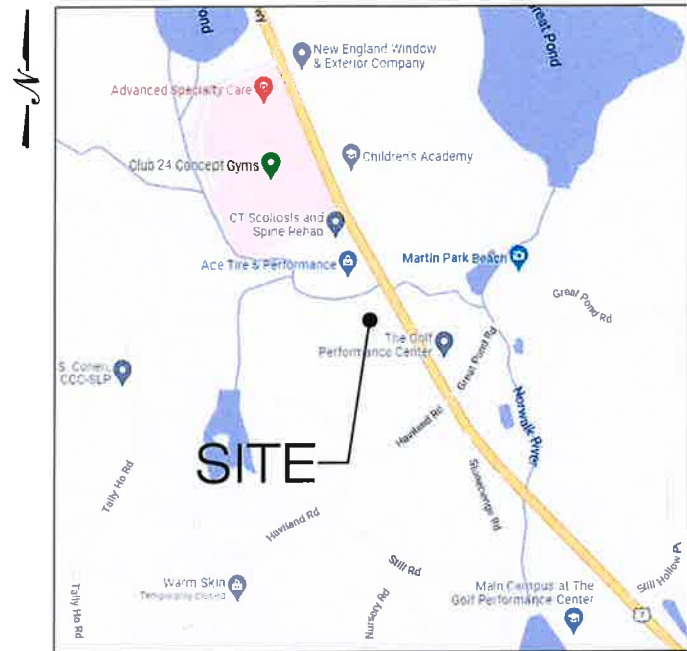 N
Pond
wy
Great Pond
New England Window
& Exterior Company
Advanced Specialty Care
Club 24 Concept Gyms
Children's Academy
CT Scoliosis and
Spine Rehab
Ace Tire & Performance
Martin Park Beach
Great Pond Rd
The Golf
Performance Center
Great Pond Rd
S. Cohen,
CCC-SLP
Haviland Rd
Norwalk River
SITE
Tally Ho Rd
Stonehenge Rd
Haviland Rd
Still Rd
Still Hollow Pl
Warm Skin
Temporarily closed
Main Campus at The
Golf Performance Center
Tally Ho Rd
Nursery Rd
7